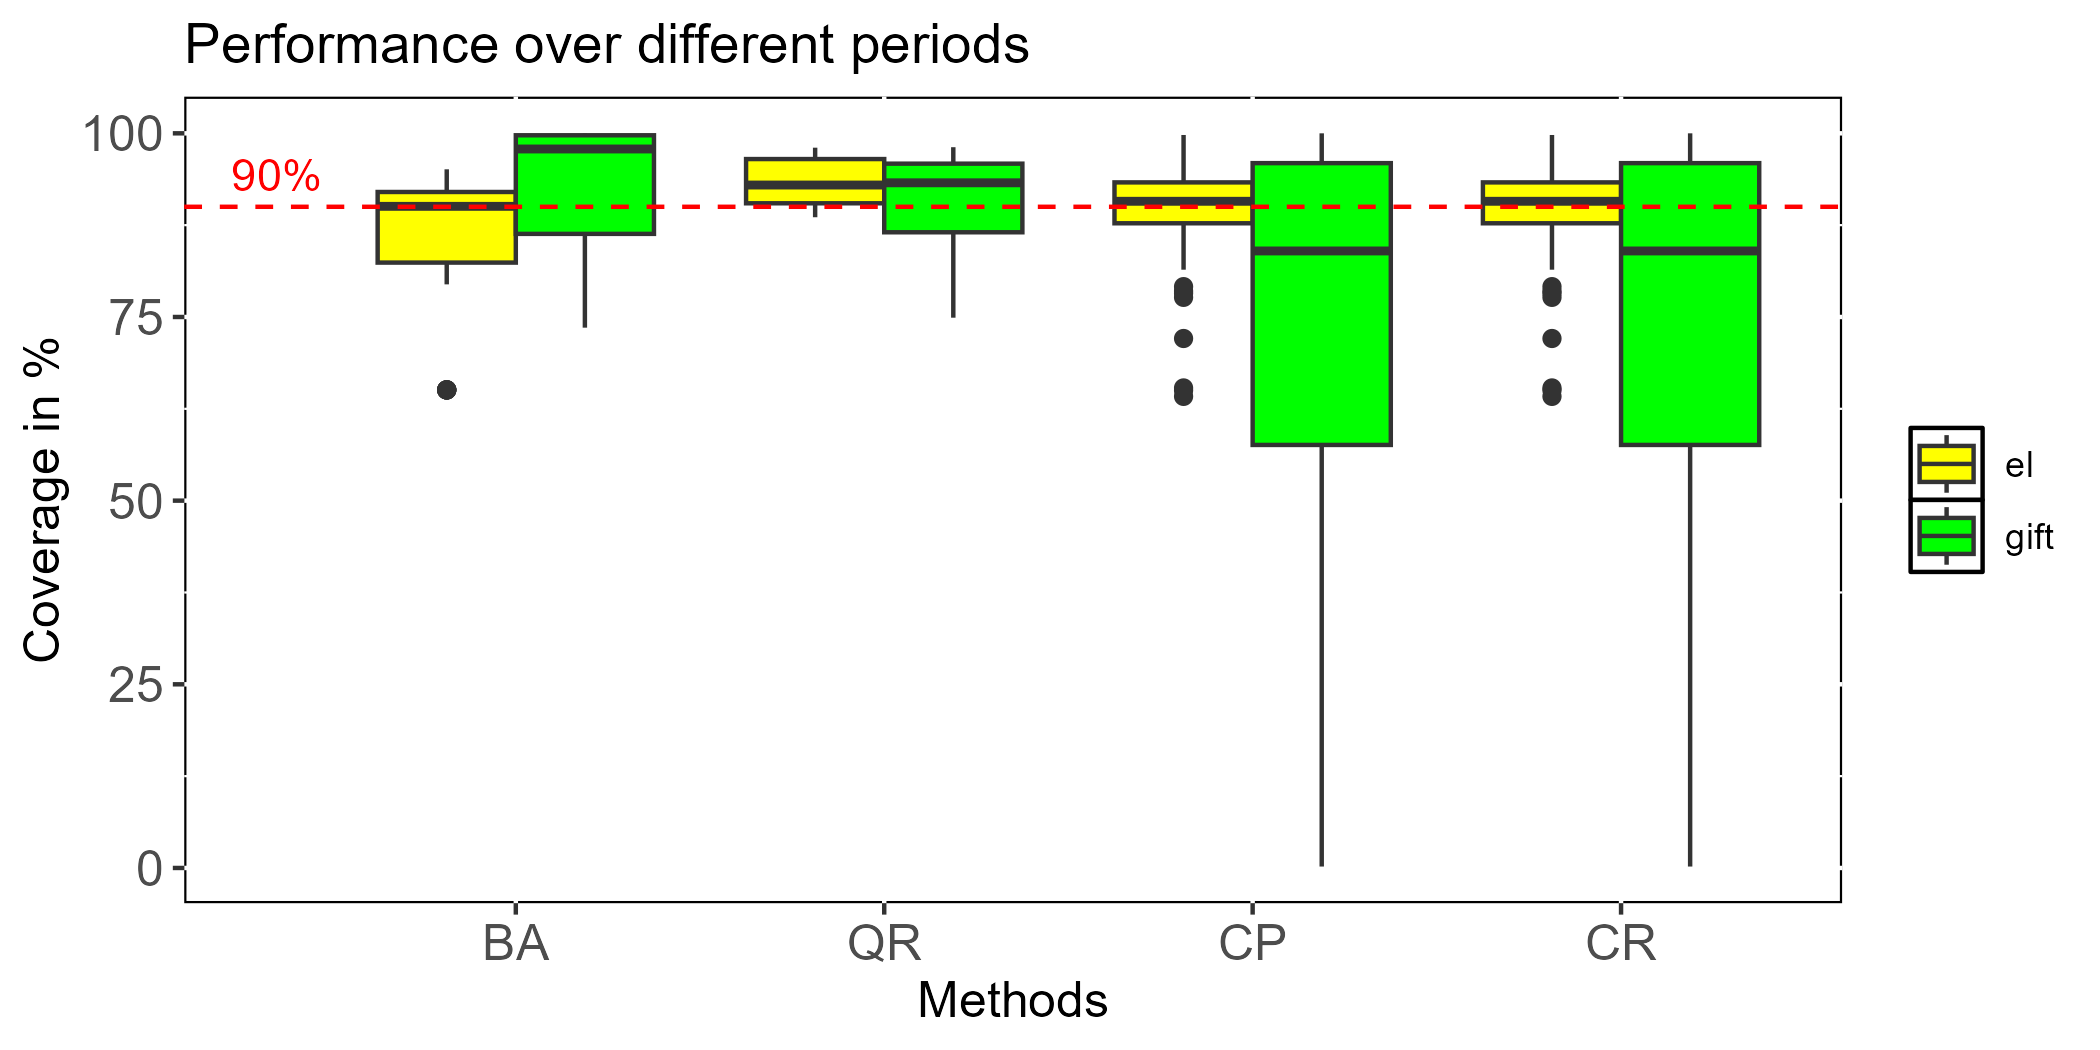 Performance over different periods
100
90%
75
50
25
0
Coverage in %
BA QR CP CR
Methods
el
gift